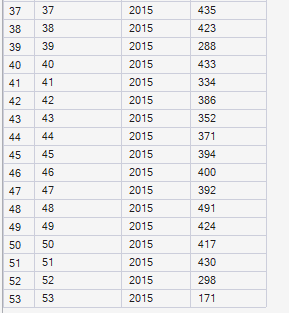 37 37 2015 435
38 38 2015 423
39 39 2015 288
40 40 2015 433
41 41 2015 334
42 42 2015 386
43 43 2015 352
44 44 2015 371
45 45 2015 394
46 46 2015 400
47 47 2015 392
48 48 2015 491
49 49 2015 424
50 50 2015 417
51 51 2015 430
52 52 2015 298
53 53 2015 171